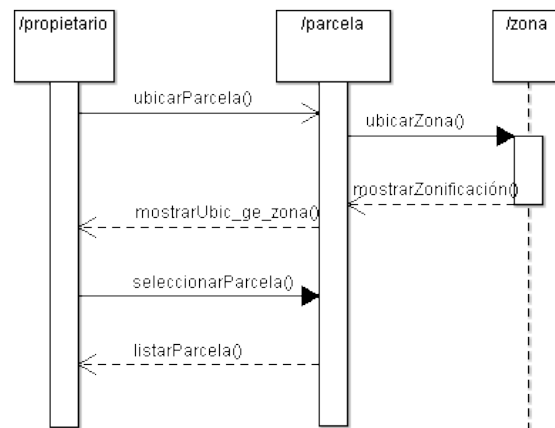 /propietario
/parcela
/zona
ubicarParcela()
ubicarZona()
mostrarZonificación()
mostrarUbic_ge_zona()
seleccionarParcela()
listarParcela()